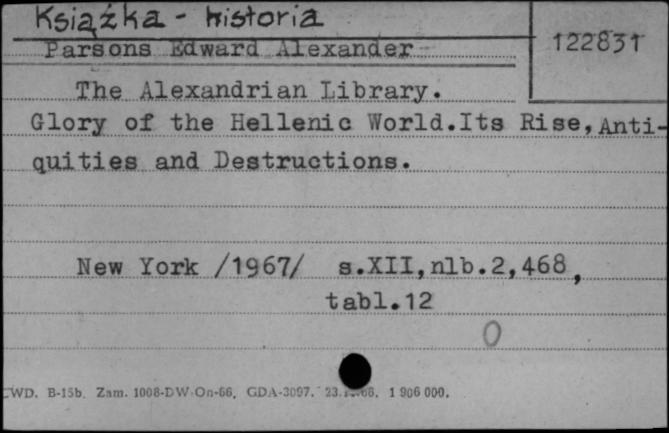 Książka - historia
Parsons Edward Alexander
122831
The Alexandrian Library.
Glory of the Hellenic World.Its Rise, Anti-
quities and Destructions.
New York /1967/ s.XII,nlb.2,468,
tabl.12
0
CWD. B-15b. Zam. 1008-DW-On-66. GDA-3097. 1 906 000.